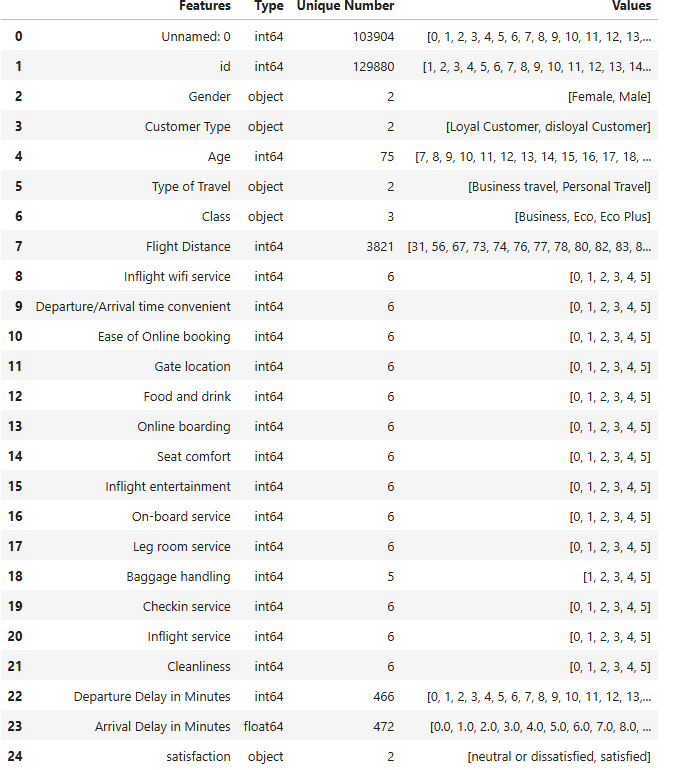 Features Type Unique Number Values
0 Unnamed: 0 int64 103904 [0, 1, 2, 3, 4, 5, 6, 7, 8, 9, 10, 11, 12, 13,...
1 id int64 129880 [1, 2, 3, 4, 5, 6, 7, 8, 9, 10, 11, 12, 13, 14...
2 Gender object 2 [Female, Male]
3 Customer Type object 2 [Loyal Customer, disloyal Customer]
4 Age int64 75 [7, 8, 9, 10, 11, 12, 13, 14, 15, 16, 17, 18, ...
5 Type of Travel object 2 [Business travel, Personal Travel]
6 Class object 3 [Business, Eco, Eco Plus]
7 Flight Distance int64 3821 [31, 56, 67, 73, 74, 76, 77, 78, 80, 82, 83, 8...
8 Inflight wifi service int64 6 [0, 1, 2, 3, 4, 5]
9 Departure/Arrival time convenient int64 6 [0, 1, 2, 3, 4, 5]
10 Ease of Online booking int64 6 [0, 1, 2, 3, 4, 5]
11 Gate location int64 6 [0, 1, 2, 3, 4, 5]
12 Food and drink int64 6 [0, 1, 2, 3, 4, 5]
13 Online boarding int64 6 [0, 1, 2, 3, 4, 5]
14 Seat comfort int64 6 [0, 1, 2, 3, 4, 5]
15 Inflight entertainment int64 6 [0, 1, 2, 3, 4, 5]
16 On-board service int64 6 [0, 1, 2, 3, 4, 5]
17 Leg room service int64 6 [0, 1, 2, 3, 4, 5]
18 Baggage handling int64 5 [1, 2, 3, 4, 5]
19 Checkin service int64 6 [0, 1, 2, 3, 4, 5]
20 Inflight service int64 6 [0, 1, 2, 3, 4, 5]
21 Cleanliness int64 6 [0, 1, 2, 3, 4, 5]
22 Departure Delay in Minutes int64 466 [0, 1, 2, 3, 4, 5, 6, 7, 8, 9, 10, 11, 12, 13,...
23 Arrival Delay in Minutes float64 472 [0.0, 1.0, 2.0, 3.0, 4.0, 5.0, 6.0, 7.0, 8.0, ...
24 satisfaction object 2 [neutral or dissatisfied, satisfied]